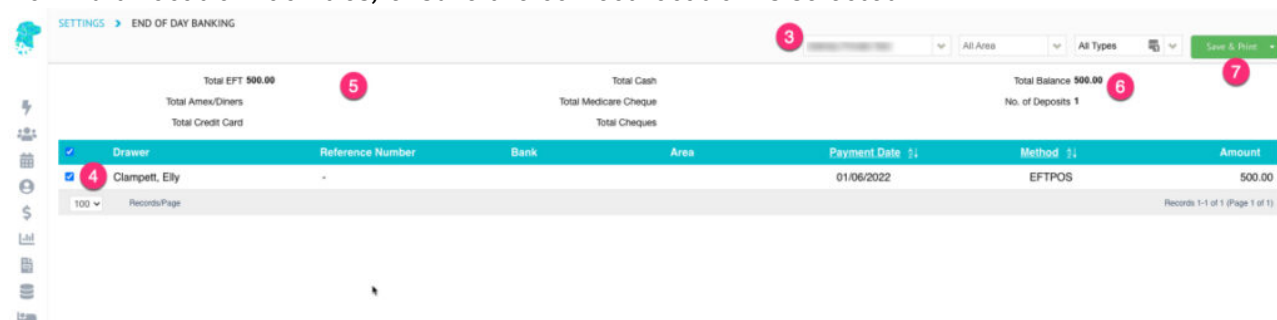 SETTINGS > END OF DAY BANKING
3
All Area
All Types
Save & Print
7
Total EFT 500.00
5
Total Cash
Total Balance 500.00
6
Total Amex/Diners
Total Medicare Cheque
No. of Deposits 1
Total Credit Card
Total Cheques
Drawer Reference Number Bank Area Payment Date Method Amount
4
Clampett, Elly - 01/06/2022 EFTPOS 500.00
100 Records/Page Records 1-1 of 1 (Page 1 of 1)